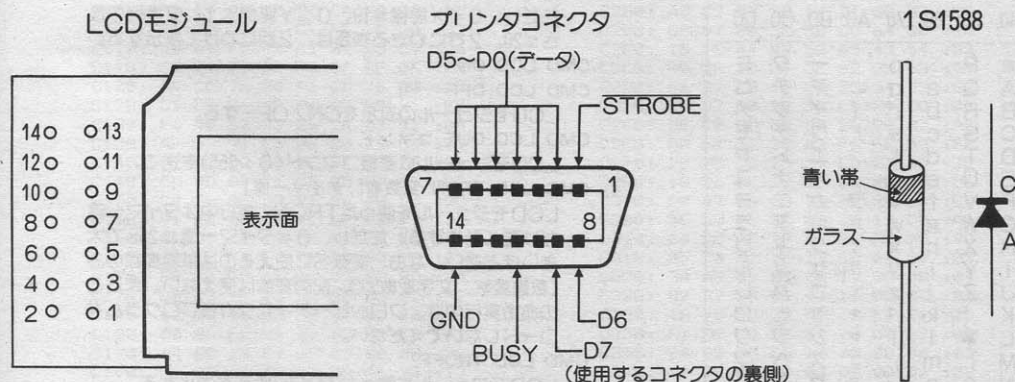 LCDモジュール
14 13
12 11
10 9
8 7
6 5
4 3
2 1
表示面
プリンタコネクタ
D5〜D0(データ)
STROBE
7 1
14 8
GND
D6
BUSY
D7
(使用するコネクタの裏側)
1S1588
青い帯
ガラス
C
A